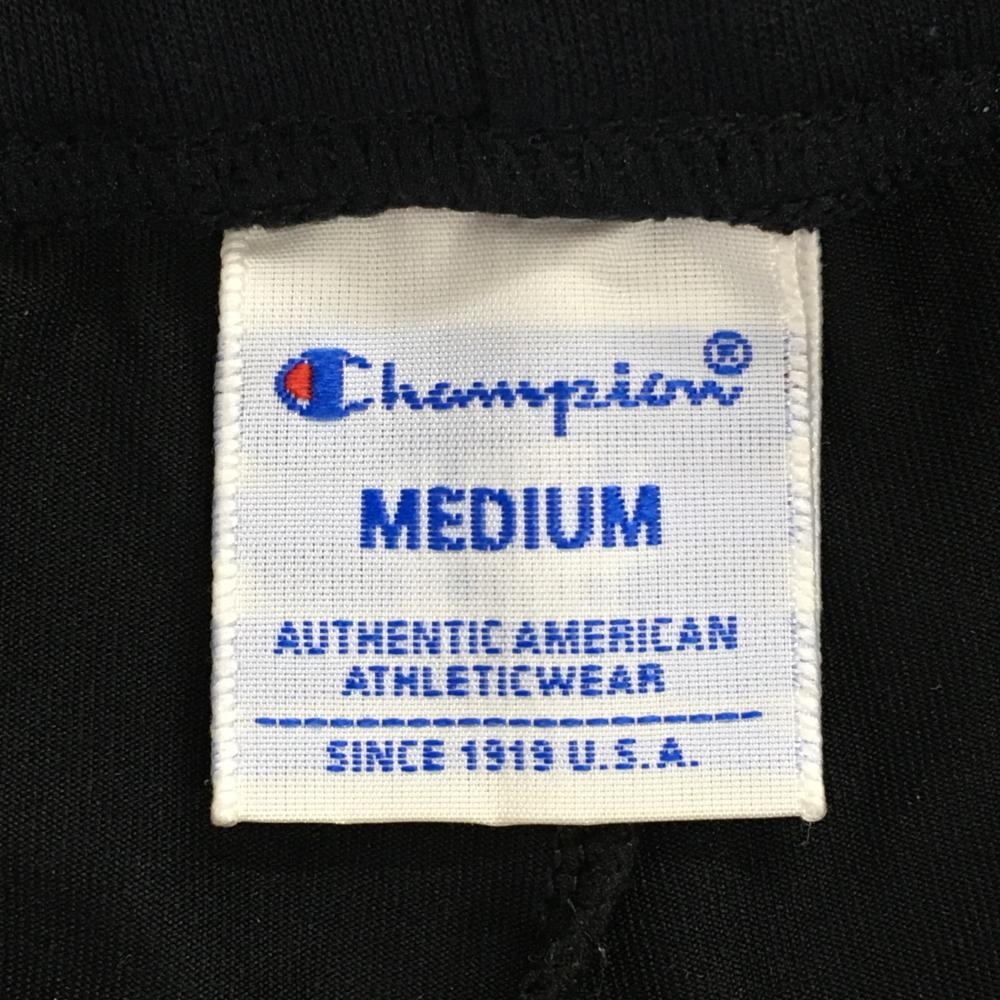 Champion®
MEDIUM
AUTHENTIC AMERICAN
ATHLETICWEAR
SINCE 1919 U.S.A.